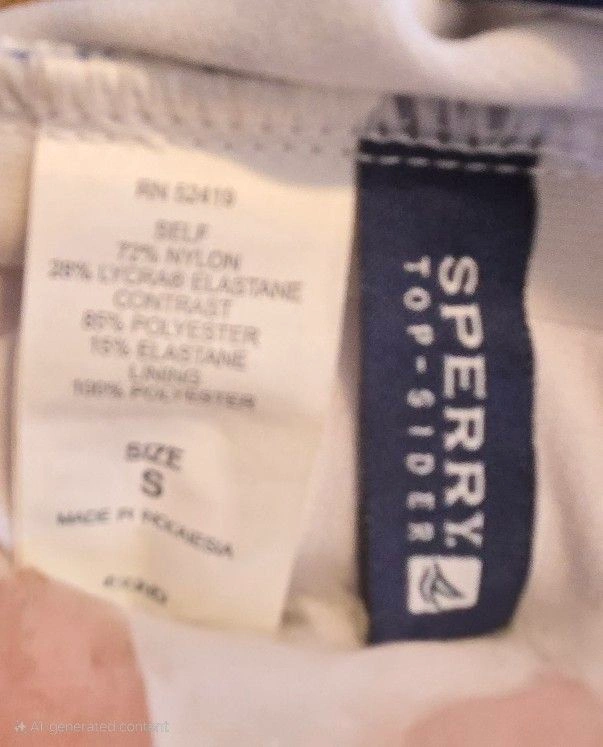 RN 52419
SELF
72% NYLON
28% LYCRA® ELASTANE
CONTRAST
85% POLYESTER
15% ELASTANE
LINING
100% POLYESTER
SIZE
S
MADE IN INDONESIA
SPERRY
TOP-SIDER
AI generated content